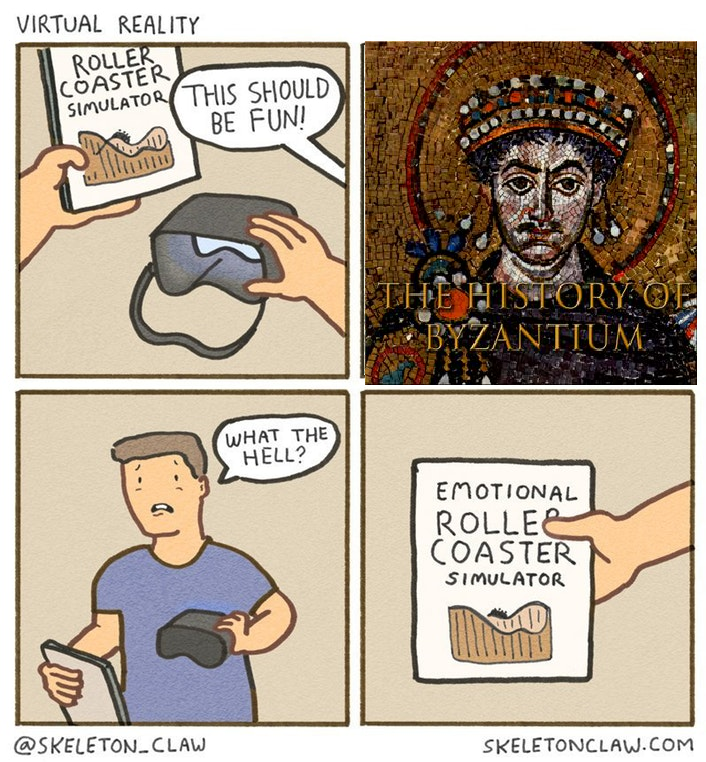 VIRTUAL REALITY
ROLLER
COASTER
SIMULATOR
THIS SHOULD
BE FUN!
THE HISTORY OF
BYZANTIUM
WHAT THE
HELL?
EMOTIONAL
ROLLER
COASTER
SIMULATOR
@SKELETON_CLAW
SKELETONCLAW.COM